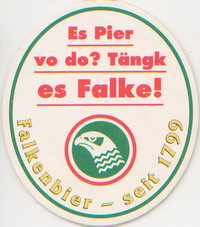 Es Pier
vo do? Tängk
es Falke!
Falkenbier ~ seit 1799